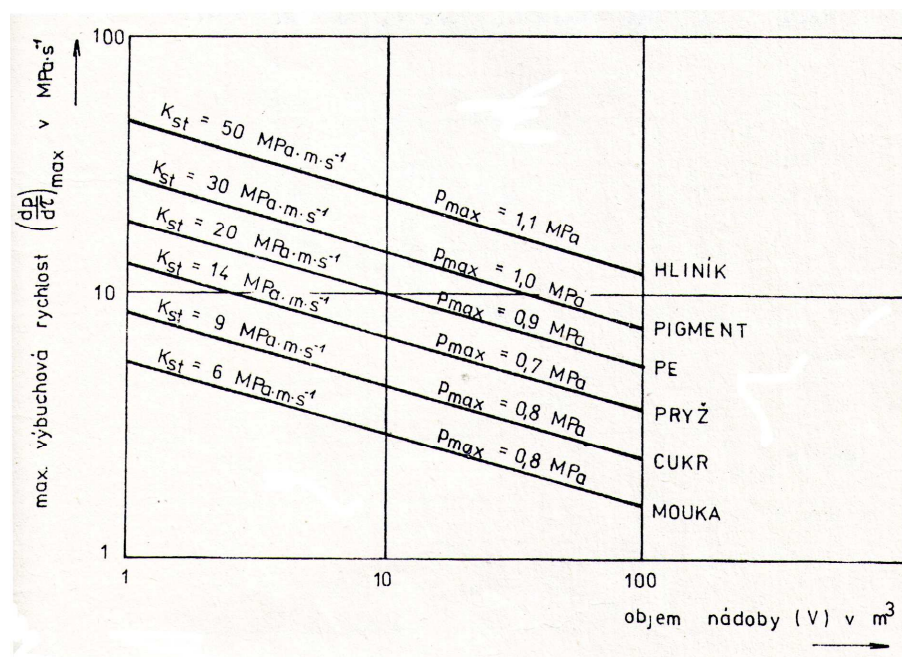 max. výbuchová rychlost (dp/dτ)max v MPa·s⁻¹
100
10
1
Kst = 50 MPa·m·s⁻¹
pmax = 1,1 MPa
HLINÍK
Kst = 30 MPa·m·s⁻¹
pmax = 1,0 MPa
PIGMENT
Kst = 20 MPa·m·s⁻¹
pmax = 0,9 MPa
PE
Kst = 14 MPa·m·s⁻¹
pmax = 0,7 MPa
PRYŽ
Kst = 9 MPa·m·s⁻¹
pmax = 0,8 MPa
CUKR
Kst = 6 MPa·m·s⁻¹
pmax = 0,8 MPa
MOUKA
1
10
100
objem nádoby (V) v m³